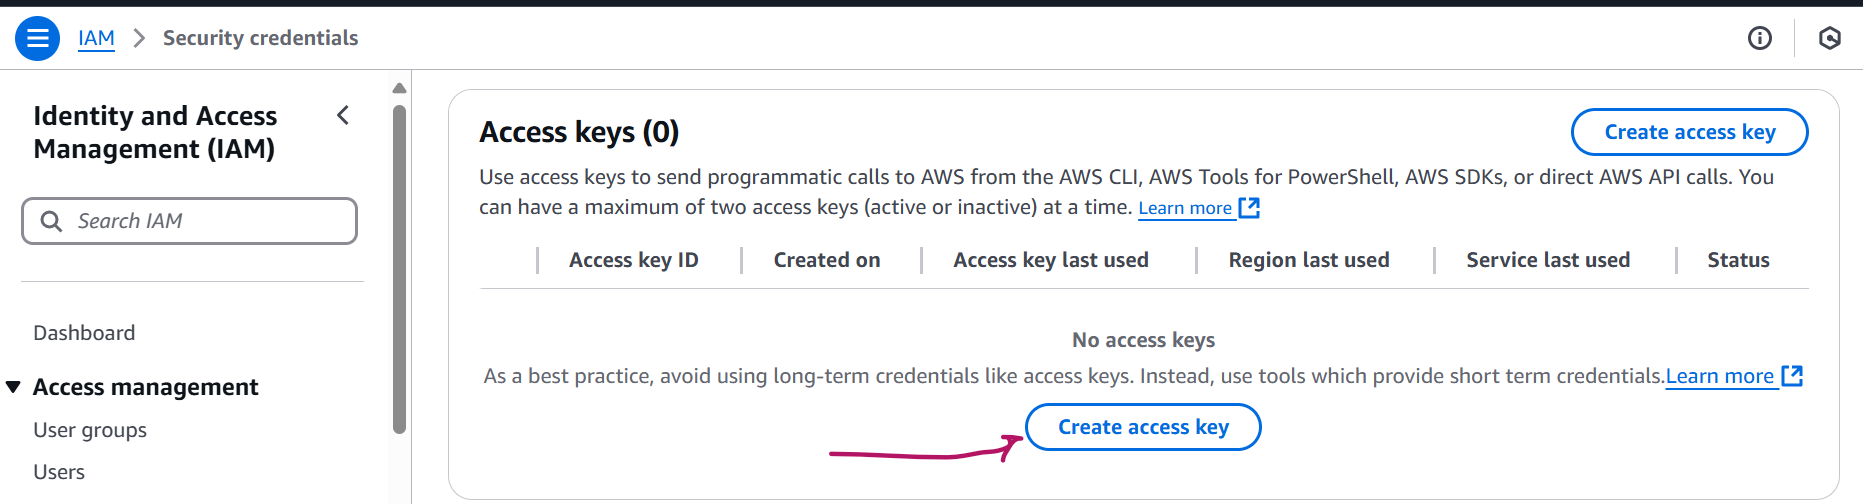 IAM > Security credentials
Identity and Access
Management (IAM)
Search IAM
Dashboard
Access management
User groups
Users
Access keys (0)
Create access key
Use access keys to send programmatic calls to AWS from the AWS CLI, AWS Tools for PowerShell, AWS SDKs, or direct AWS API calls. You
can have a maximum of two access keys (active or inactive) at a time. Learn more
Access key ID Created on Access key last used Region last used Service last used Status
No access keys
As a best practice, avoid using long-term credentials like access keys. Instead, use tools which provide short term credentials.Learn more
Create access key